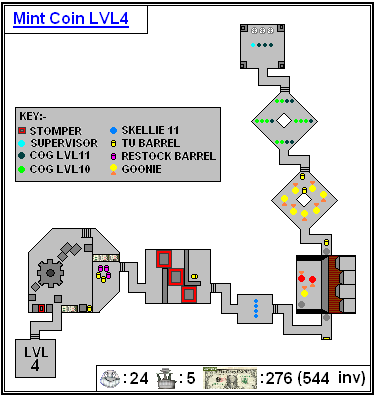 Mint Coin LVL4
KEY:-
STOMPER
SUPERVISOR
COG LVL11
COG LVL10
SKELLIE 11
TU BARREL
RESTOCK BARREL
GOONIE
LVL
4
:24 :5 :276 (544 inv)